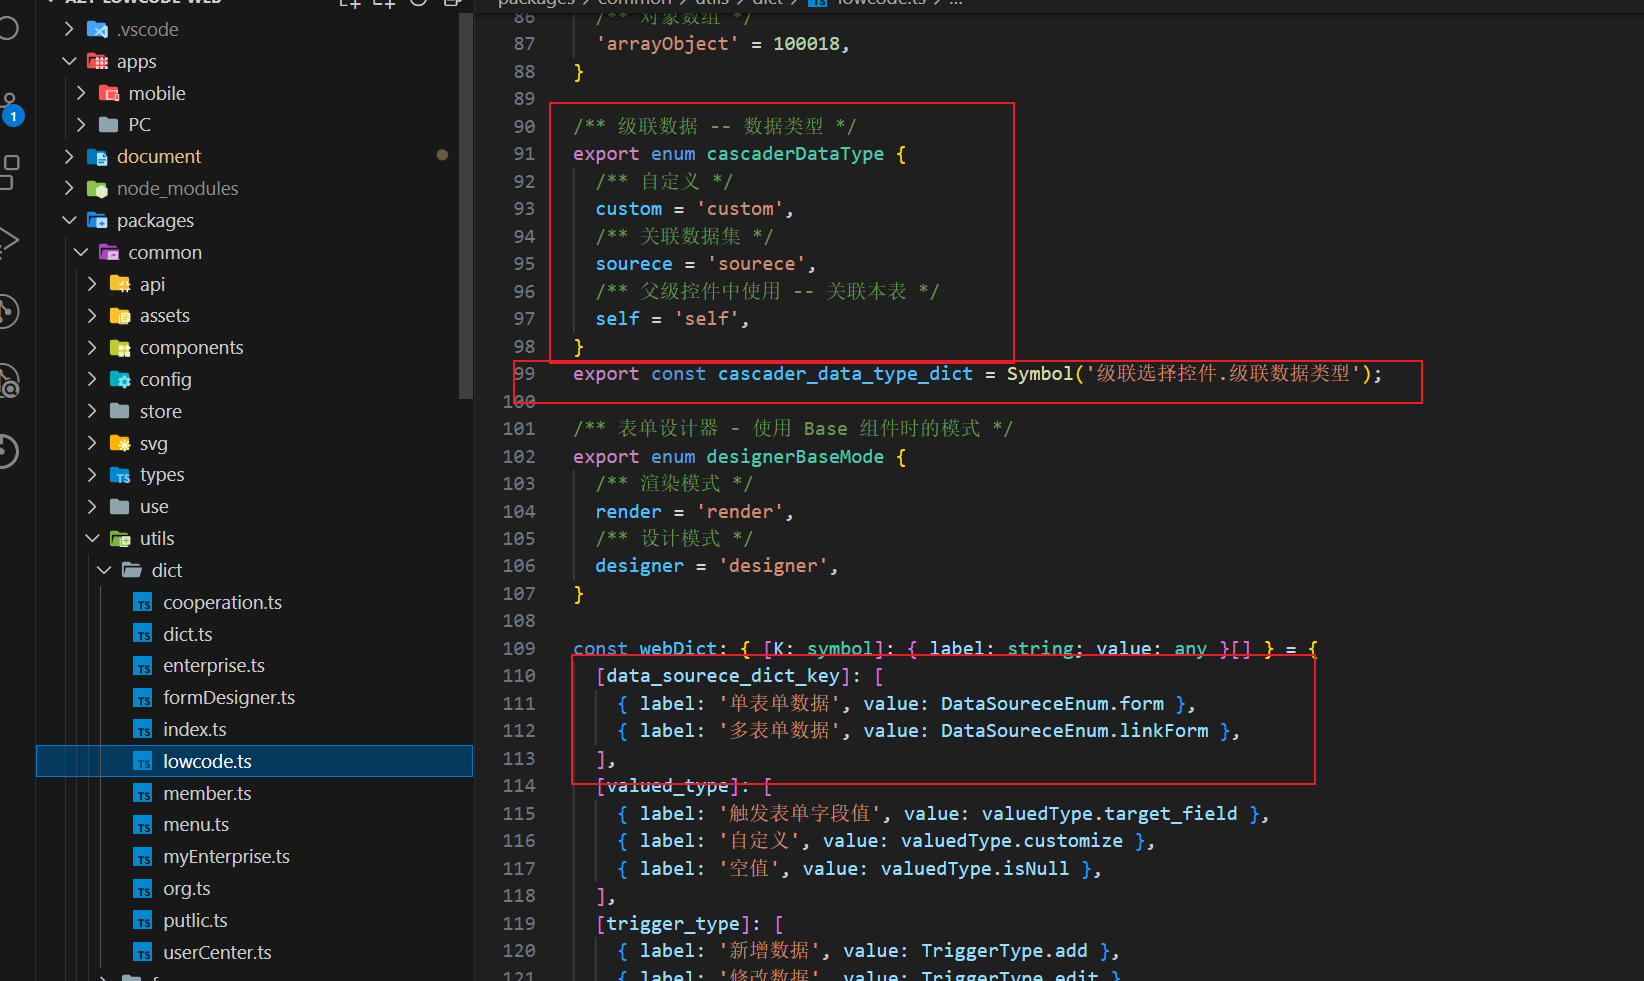 AZT-LOWCODE-WEB
.vscode
apps
mobile
PC
document
node_modules
packages
common
api
assets
components
config
store
svg
types
use
utils
dict
cooperation.ts
dict.ts
enterprise.ts
formDesigner.ts
index.ts
lowcode.ts
member.ts
menu.ts
myEnterprise.ts
org.ts
putlic.ts
userCenter.ts
1
packages > common > utils > dict > lowcode.ts > ...
86 /** 对象数组 */
87 'arrayObject' = 100018,
88 }
89
90 /** 级联数据 -- 数据类型 */
91 export enum cascaderDataType {
92 /** 自定义 */
93 custom = 'custom',
94 /** 关联数据集 */
95 sourece = 'sourece',
96 /** 父级控件中使用 -- 关联本表 */
97 self = 'self',
98 }
99 export const cascader_data_type_dict = Symbol('级联选择控件.级联数据类型');
100
101 /** 表单设计器 - 使用 Base 组件时的模式 */
102 export enum designerBaseMode {
103 /** 渲染模式 */
104 render = 'render',
105 /** 设计模式 */
106 designer = 'designer',
107 }
108
109 const webDict: { [K: symbol]: { label: string; value: any }[] } = {
110 [data_sourece_dict_key]: [
111 { label: '单表单数据', value: DataSoureceEnum.form },
112 { label: '多表单数据', value: DataSoureceEnum.linkForm },
113 ],
114 [valued_type]: [
115 { label: '触发表单字段值', value: valuedType.target_field },
116 { label: '自定义', value: valuedType.customize },
117 { label: '空值', value: valuedType.isNull },
118 ],
119 [trigger_type]: [
120 { label: '新增数据', value: TriggerType.add },
121 { label: '修改数据', value: TriggerType.edit }